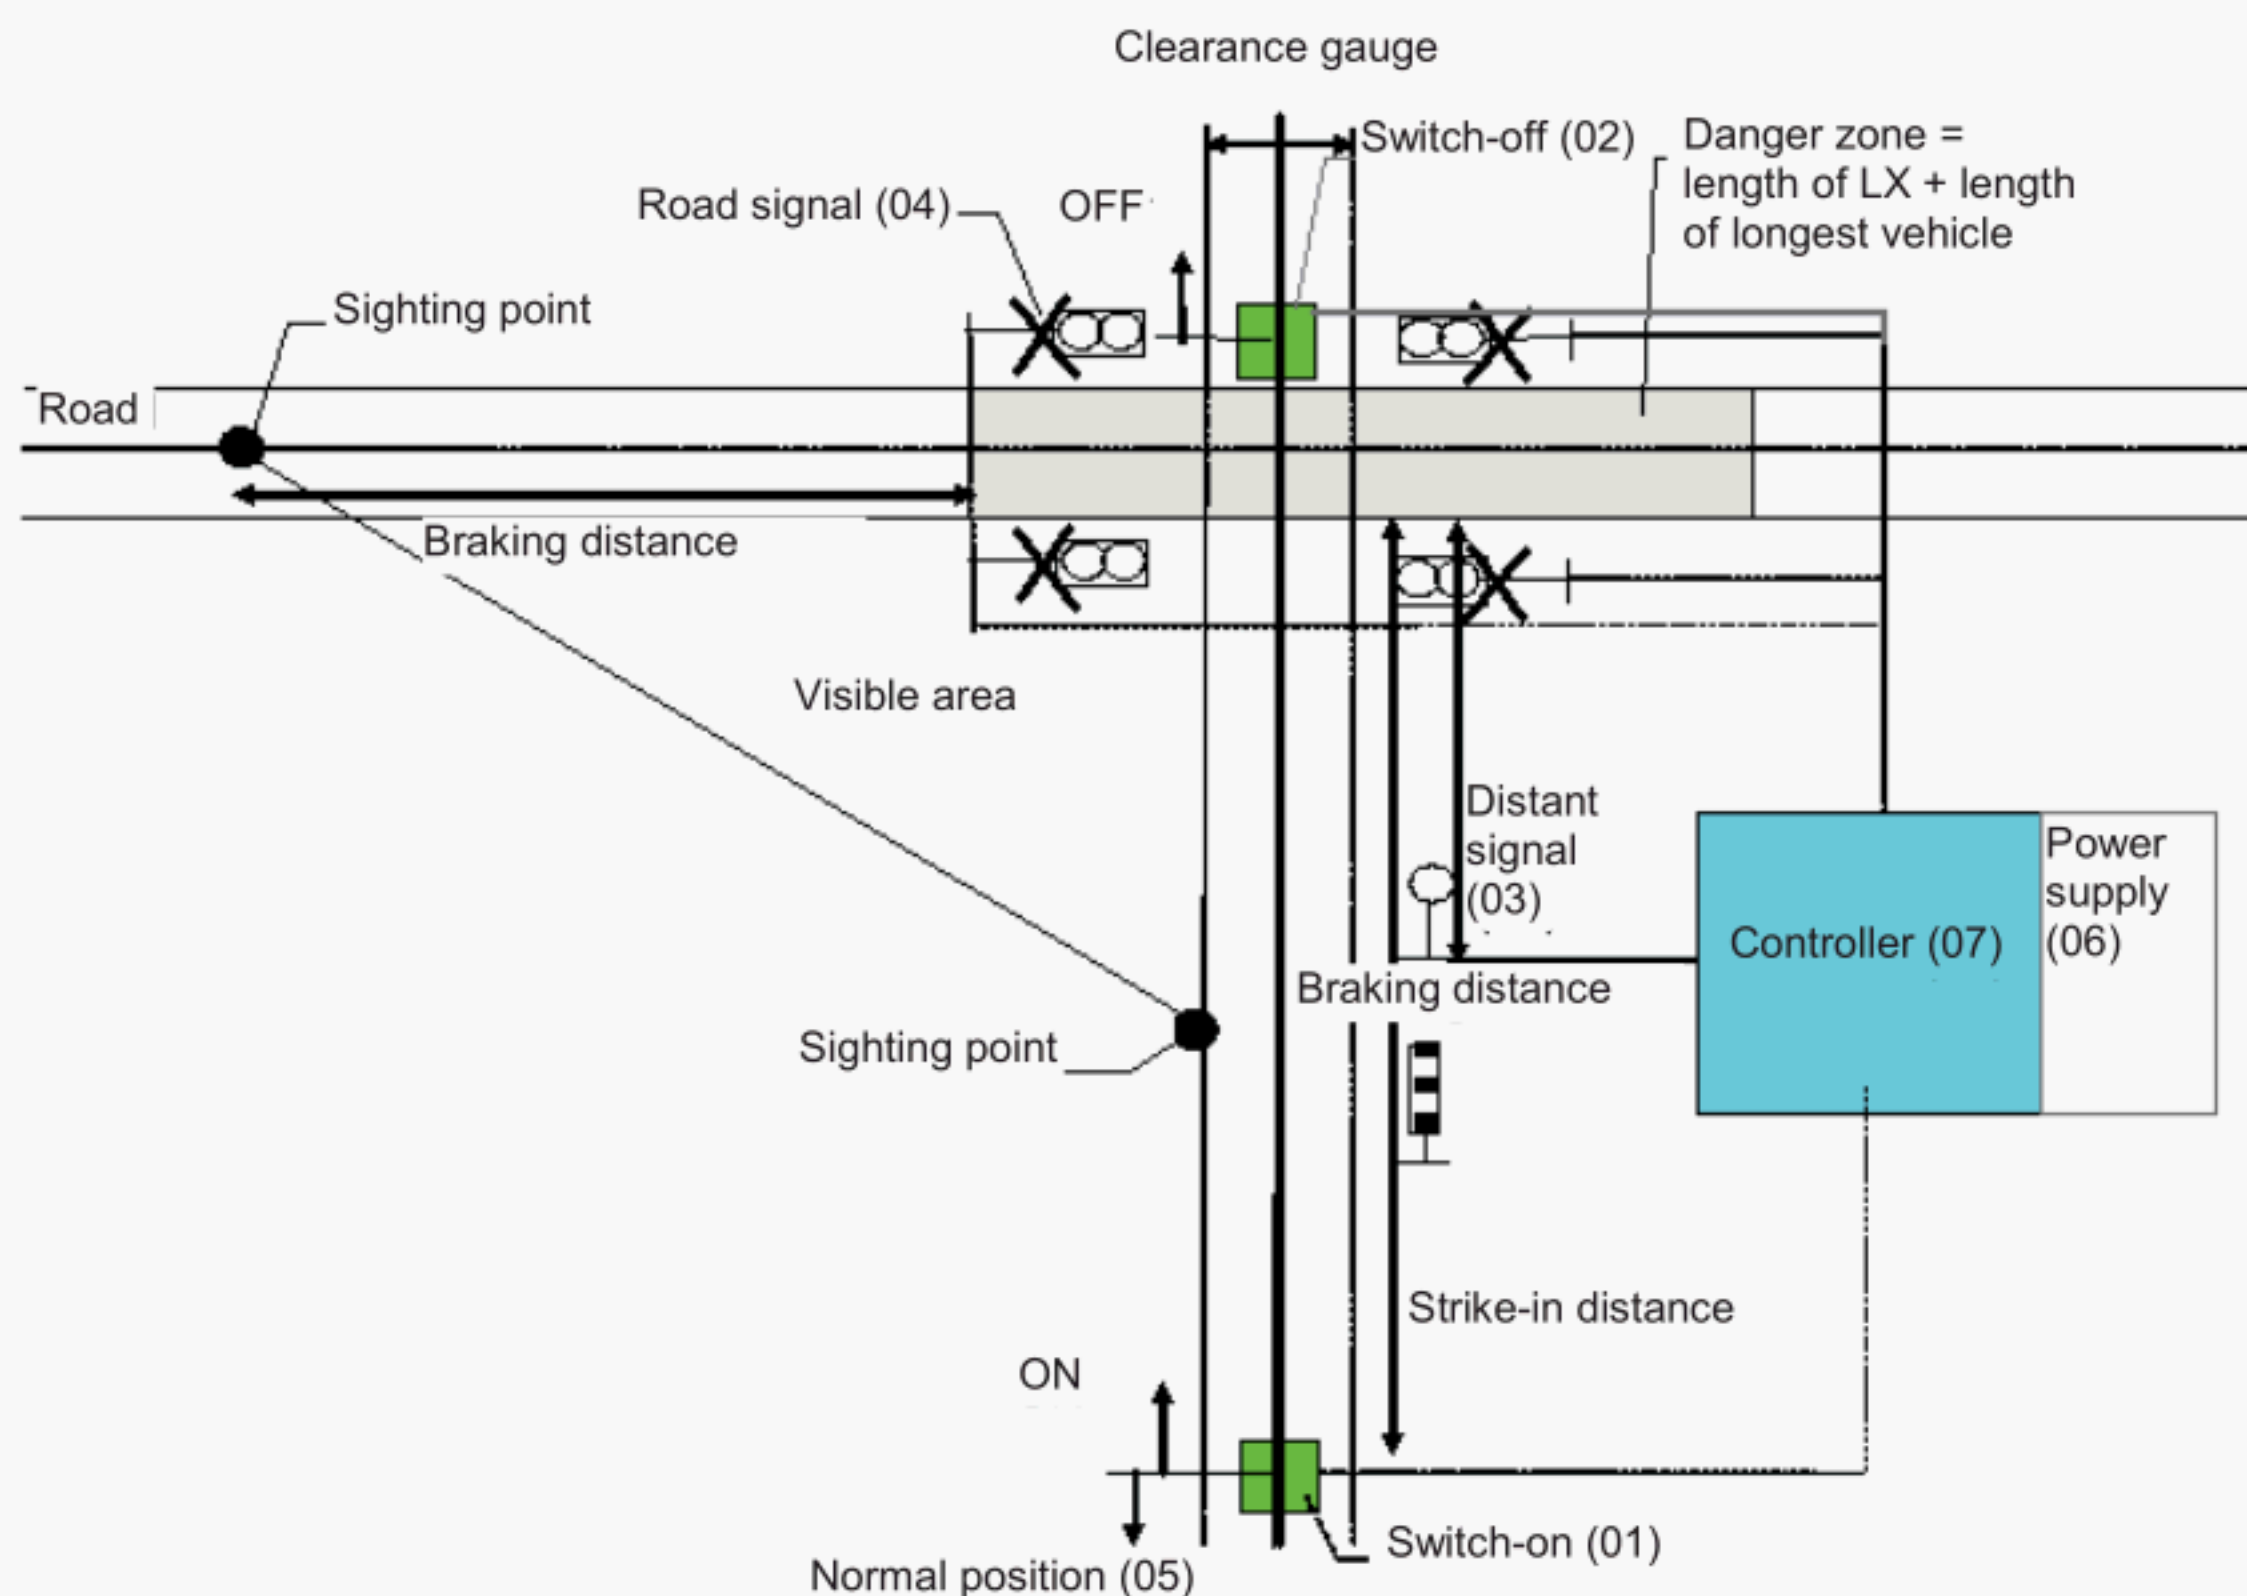 Clearance gauge
Switch-off (02)
Danger zone =
length of LX + length
of longest vehicle
Road signal (04)
OFF
Sighting point
Road
Braking distance
Visible area
Distant
signal
(03)
Power
supply
(06)
Controller (07)
Braking distance
Sighting point
Strike-in distance
ON
Switch-on (01)
Normal position (05)